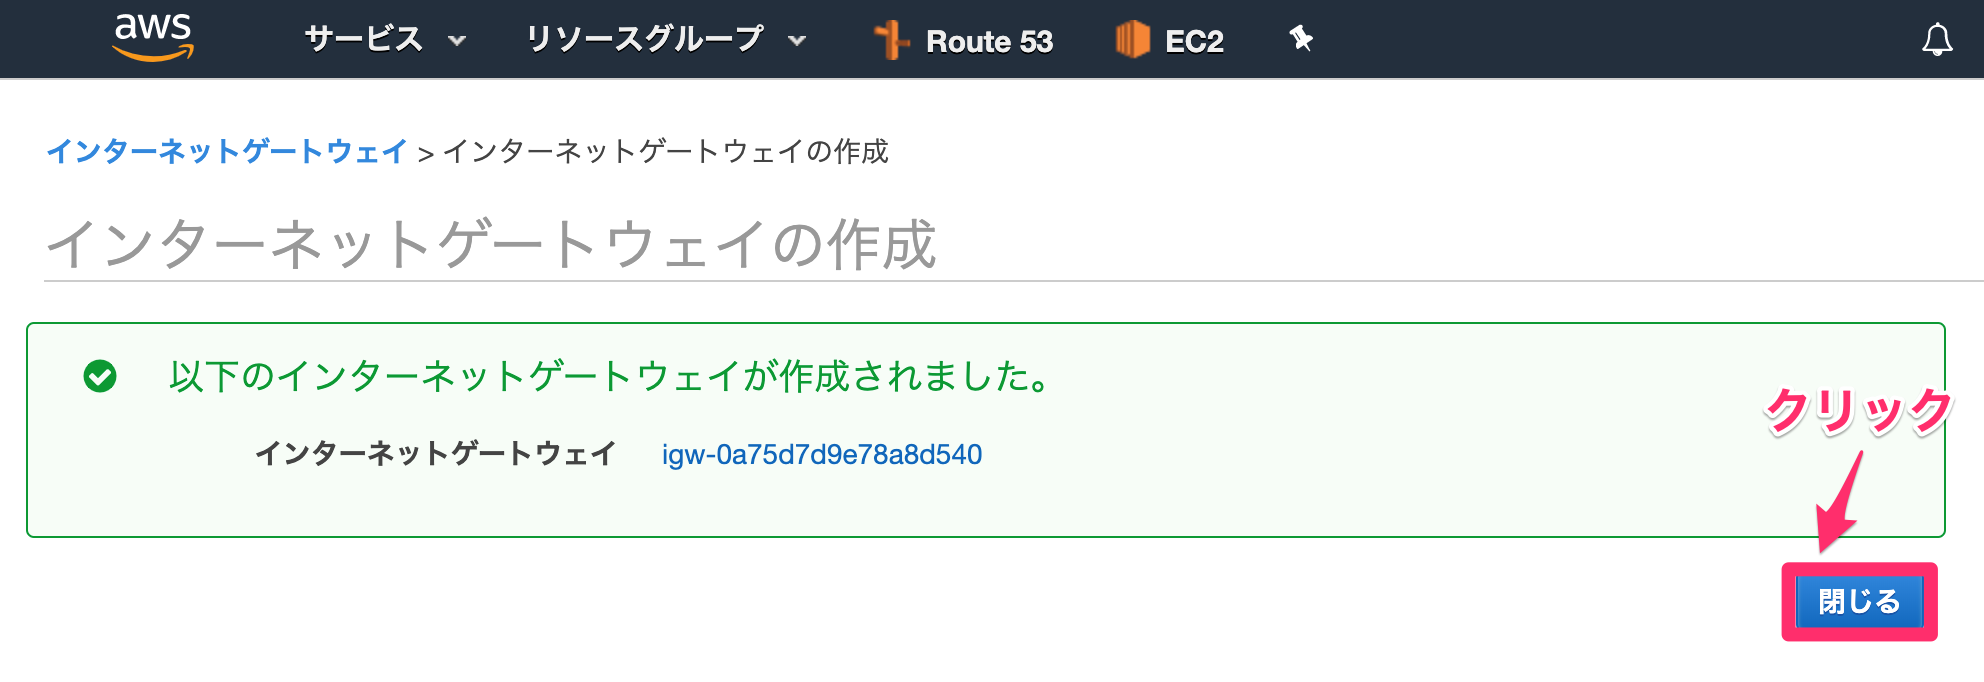 aws サービス リソースグループ Route 53 EC2
インターネットゲートウェイ > インターネットゲートウェイの作成
インターネットゲートウェイの作成
以下のインターネットゲートウェイが作成されました。
クリック
インターネットゲートウェイ igw-0a75d7d9e78a8d540
閉じる